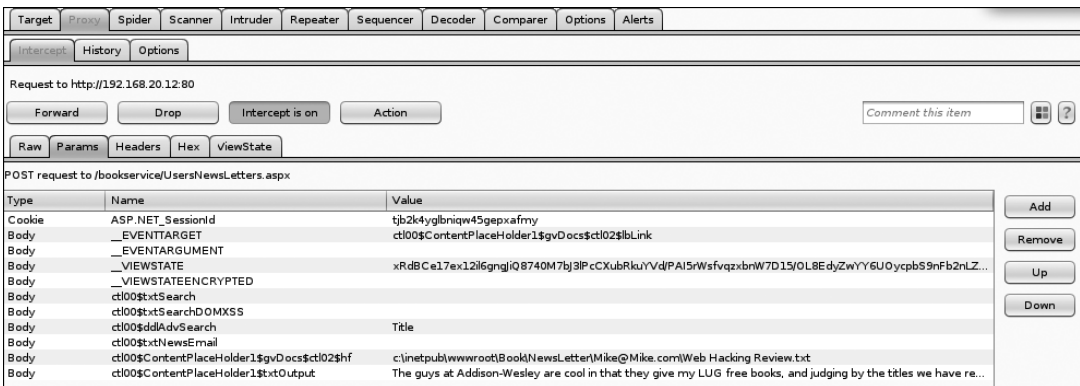 Target Proxy Spider Scanner Intruder Repeater Sequencer Decoder Comparer Options Alerts
Intercept History Options
Request to http://192.168.20.12:80
Forward Drop Intercept is on Action Comment this item ?
Raw Params Headers Hex ViewState
POST request to /bookservice/UsersNewsLetters.aspx
Type Name Value
Cookie ASP.NET_SessionId tjb2k4yglbniqw45gepxafmy
Body __EVENTTARGET ctl00$ContentPlaceHolder1$gvDocs$ctl02$lbLink
Body __EVENTARGUMENT
Body __VIEWSTATE xRdBCe17ex12il6gngJiQ8740M7bJ3lPcCXubRkuYVd/PAI5rWsfvqzxbnW7D15/OL8EdyZwYY6UOycpbS9nFb2nLZ...
Body __VIEWSTATEENCRYPTED
Body ctl00$txtSearch
Body ctl00$txtSearchDOMXSS
Body ctl00$ddlAdvSearch Title
Body ctl00$txtNewsEmail
Body ctl00$ContentPlaceHolder1$gvDocs$ctl02$hf c:\inetpub\wwwroot\Book\NewsLetter\Mike@Mike.com\Web Hacking Review.txt
Body ctl00$ContentPlaceHolder1$txtOutput The guys at Addison-Wesley are cool in that they give my LUG free books, and judging by the titles we have re...
Add
Remove
Up
Down